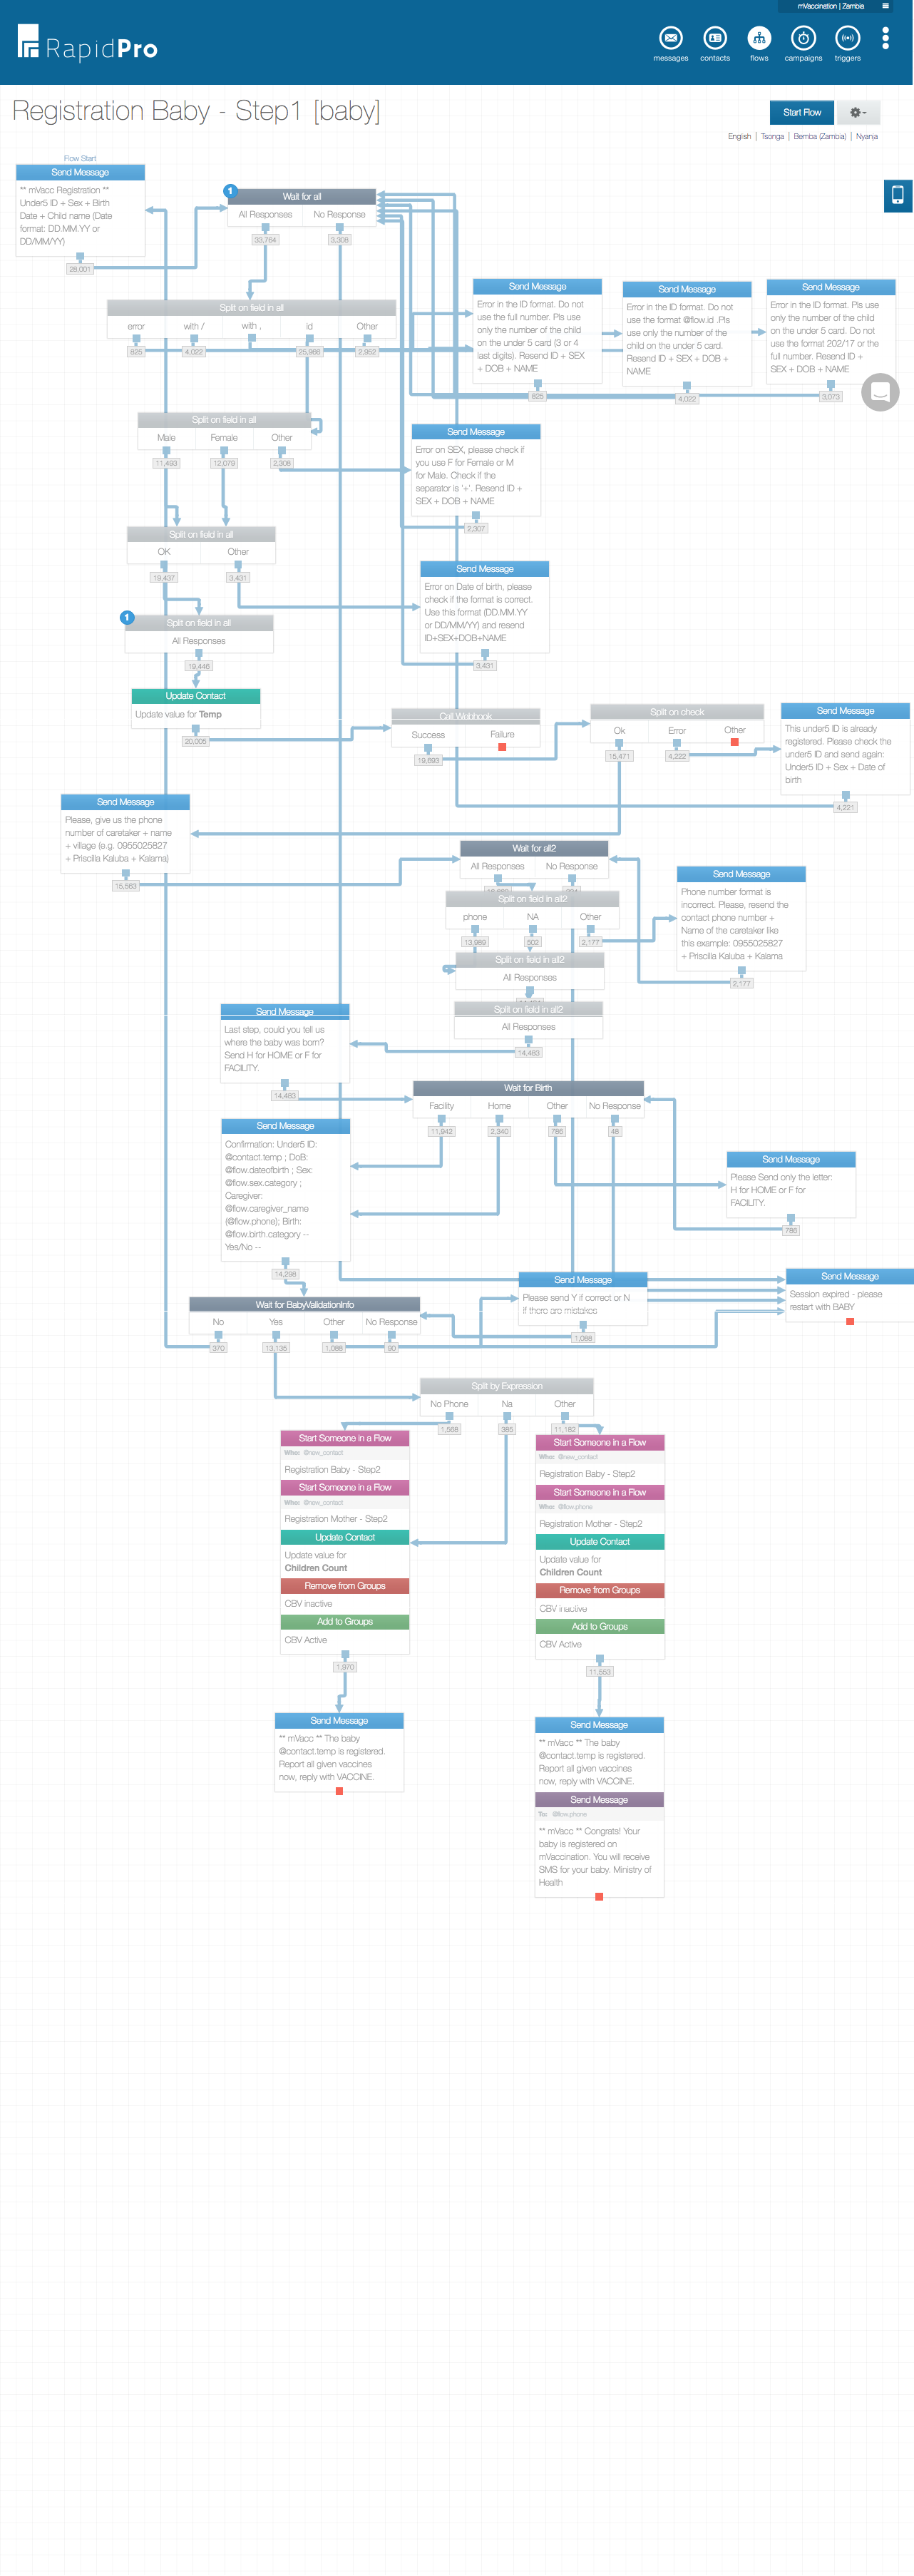 mVaccination | Zambia
RapidPro
messages
contacts
flows
campaigns
triggers
Registration Baby - Step1 [baby]
Start Flow
English | Tsonga | Bemba (Zambia) | Nyanja
Flow Start
Send Message
** mVacc Registration **
Under5 ID + Sex + Birth
Date + Child name (Date
format: DD.MM.YY or
DD/MM/YY)
26,001
1
Wait for all
All Responses
No Response
33,764
3,308
Split on field in all
error
with /
with ,
id
Other
825
4,022
25,986
2,952
Send Message
Error in the ID format. Do not
use the full number. Pls use
only the number of the child
on the under 5 card (3 or 4
last digits). Resend ID + SEX
+ DOB + NAME
825
Send Message
Error in the ID format. Do not
use the format @flow.id .Pls
use only the number of the
child on the under 5 card.
Resend ID + SEX + DOB +
NAME
4,022
Send Message
Error in the ID format. Pls use
only the number of the child
on the under 5 card. Do not
use the format 202/17 or the
full number. Resend ID +
SEX + DOB + NAME
3,073
Split on field in all
Male
Female
Other
11,493
12,079
2,308
Send Message
Error on SEX, please check if
you use F for Female or M
for Male. Check if the
separator is '+'. Resend ID +
SEX + DOB + NAME
2,307
Split on field in all
OK
Other
19,437
3,431
Send Message
Error on Date of birth, please
check if the format is correct.
Use this format (DD.MM.YY
or DD/MM/YY) and resend
ID+SEX+DOB+NAME
3,431
1
Split on field in all
All Responses
19,446
Update Contact
Update value for Temp
20,005
Call Webhook
Success
Failure
19,693
Split on check
Ok
Error
Other
15,471
4,222
Send Message
This under5 ID is already
registered. Please check the
under5 ID and send again:
Under5 ID + Sex + Date of
birth
4,221
Send Message
Please, give us the phone
number of caretaker + name
+ village (e.g. 0955025827
+ Priscilla Kaluba + Kalama)
15,563
Wait for all2
All Responses
No Response
Split on field in all2
phone
NA
Other
13,989
502
2,177
Send Message
Phone number format is
incorrect. Please, resend the
contact phone number +
Name of the caretaker like
this example: 0955025827
+ Priscilla Kaluba + Kalama
2,177
Split on field in all2
All Responses
Split on field in all2
All Responses
14,483
Send Message
Last step, could you tell us
where the baby was born?
Send H for HOME or F for
FACILITY.
14,483
Wait for Birth
Facility
Home
Other
No Response
11,942
2,340
786
48
Send Message
Confirmation: Under5 ID:
@contact.temp ; DoB:
@flow.dateofbirth ; Sex:
@flow.sex.category ;
Caregiver:
@flow.caregiver_name
(@flow.phone); Birth:
@flow.birth.category --
Yes/No --
14,298
Send Message
Please Send only the letter:
H for HOME or F for
FACILITY.
786
Send Message
Please send Y if correct or N
if there are mistakes
1,088
Send Message
Session expired - please
restart with BABY
Wait for BabyValidationInfo
No
Yes
Other
No Response
370
13,135
1,088
90
Split by Expression
No Phone
Na
Other
1,568
385
11,182
Start Someone in a Flow
Who: @new_contact
Registration Baby - Step2
Start Someone in a Flow
Who: @new_contact
Registration Mother - Step2
Update Contact
Update value for
Children Count
Remove from Groups
CBV inactive
Add to Groups
CBV Active
1,970
Start Someone in a Flow
Who: @new_contact
Registration Baby - Step2
Start Someone in a Flow
Who: @flow.phone
Registration Mother - Step2
Update Contact
Update value for
Children Count
Remove from Groups
CBV inactive
Add to Groups
CBV Active
11,553
Send Message
** mVacc ** The baby
@contact.temp is registered.
Report all given vaccines
now, reply with VACCINE.
Send Message
** mVacc ** The baby
@contact.temp is registered.
Report all given vaccines
now, reply with VACCINE.
Send Message
To: @flow.phone
** mVacc ** Congrats! Your
baby is registered on
mVaccination. You will receive
SMS for your baby. Ministry of
Health